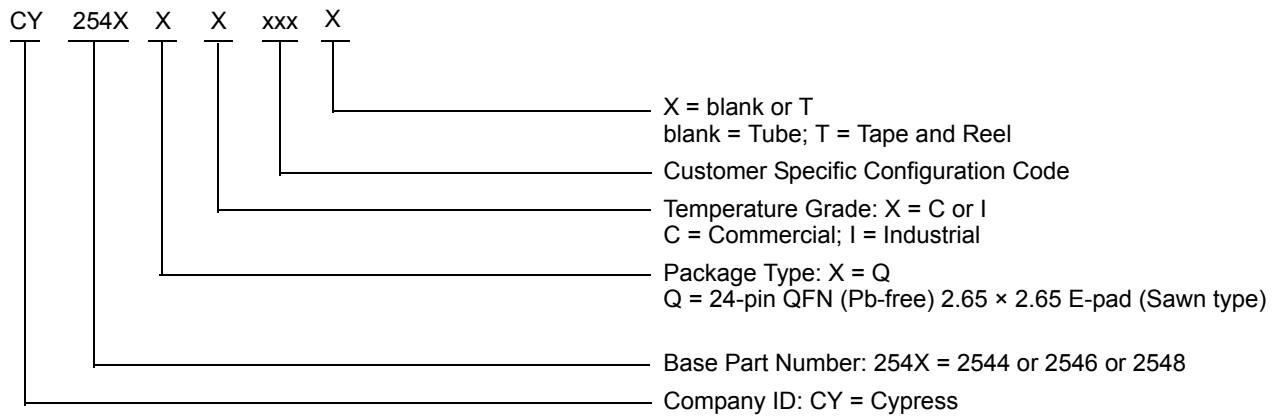 CY 254X X X xxx X
X = blank or T
blank = Tube; T = Tape and Reel
Customer Specific Configuration Code
Temperature Grade: X = C or I
C = Commercial; I = Industrial
Package Type: X = Q
Q = 24-pin QFN (Pb-free) 2.65 × 2.65 E-pad (Sawn type)
Base Part Number: 254X = 2544 or 2546 or 2548
Company ID: CY = Cypress